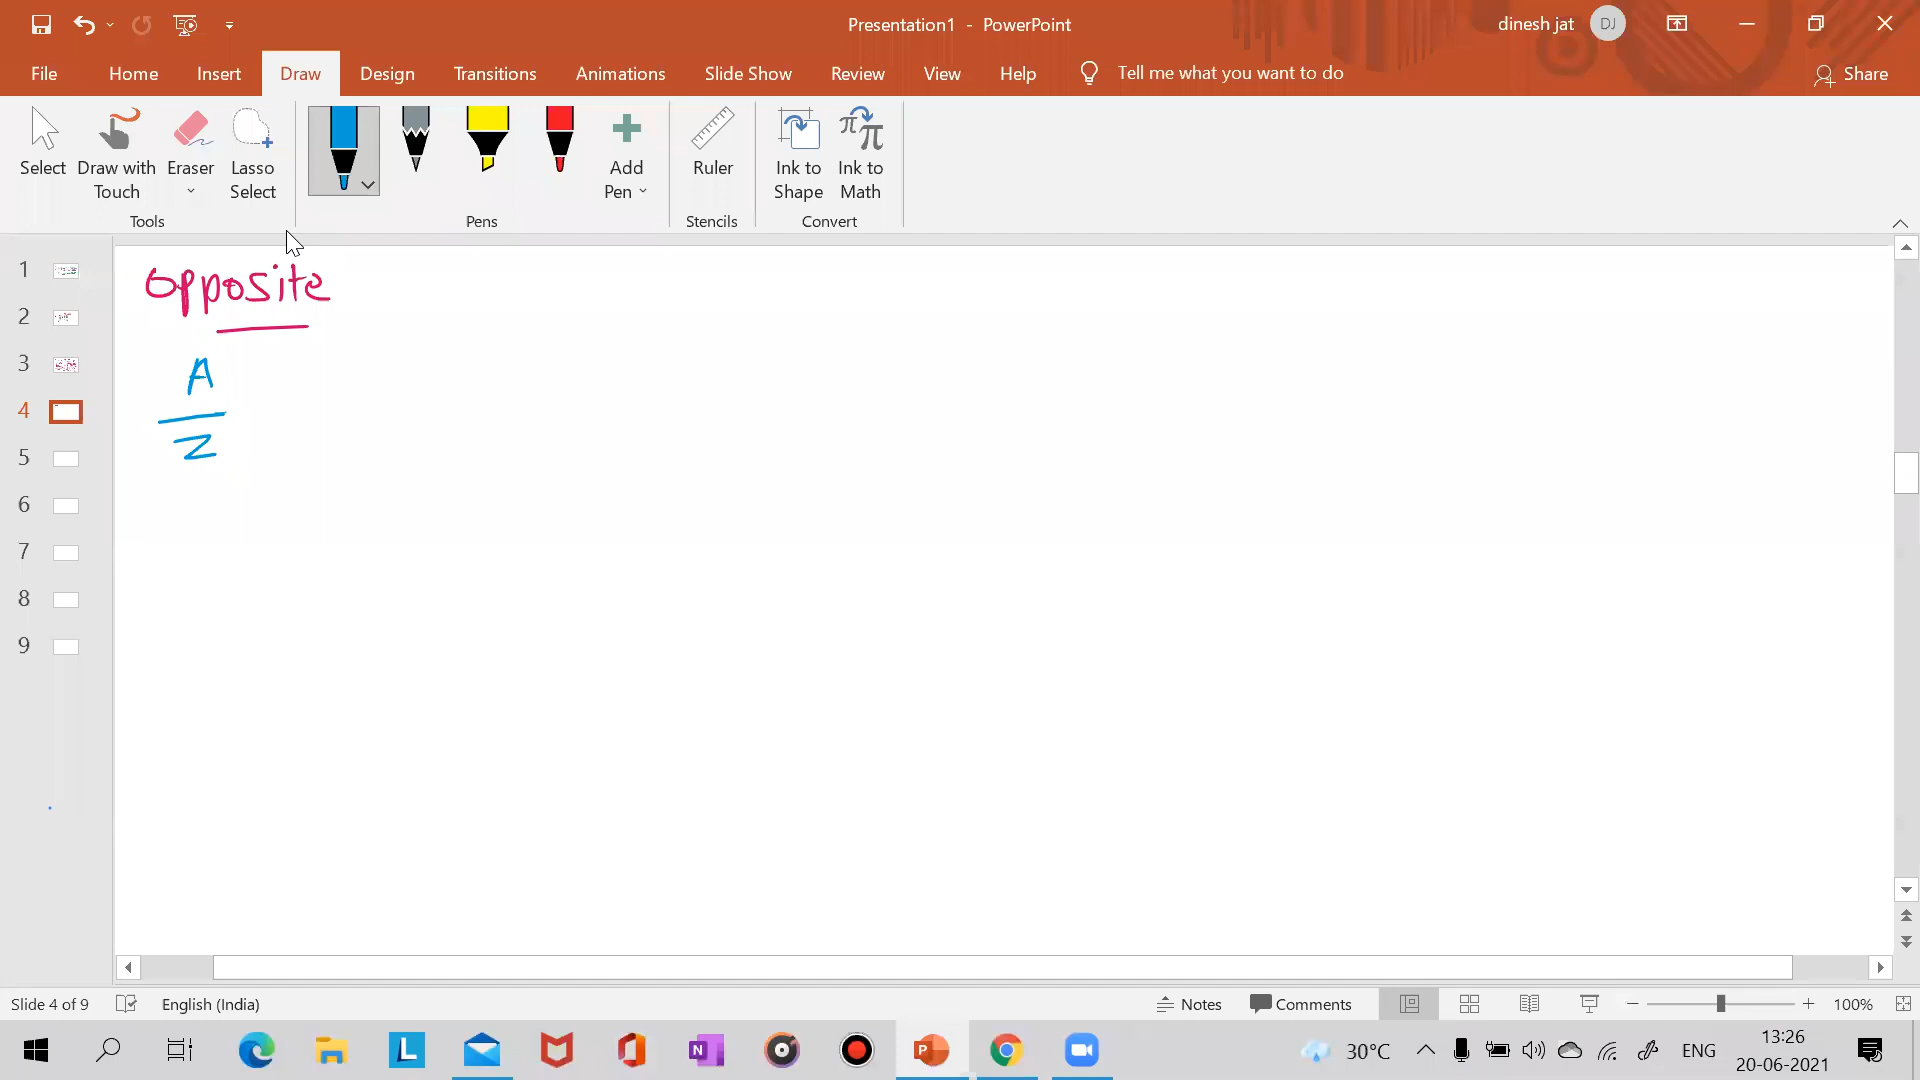 Presentation1 - PowerPoint
dinesh jat
DJ
File Home Insert Draw Design Transitions Animations Slide Show Review View Help Tell me what you want to do
Share
Select
Draw with Touch
Eraser
Lasso Select
Add Pen
Ruler
Ink to Shape
Ink to Math
Tools
Pens
Stencils
Convert
1
2
3
4
5
6
7
8
9
Opposite
A
Z
Slide 4 of 9
English (India)
Notes
Comments
100%
L
N
P
30°C
ENG
13:26
20-06-2021